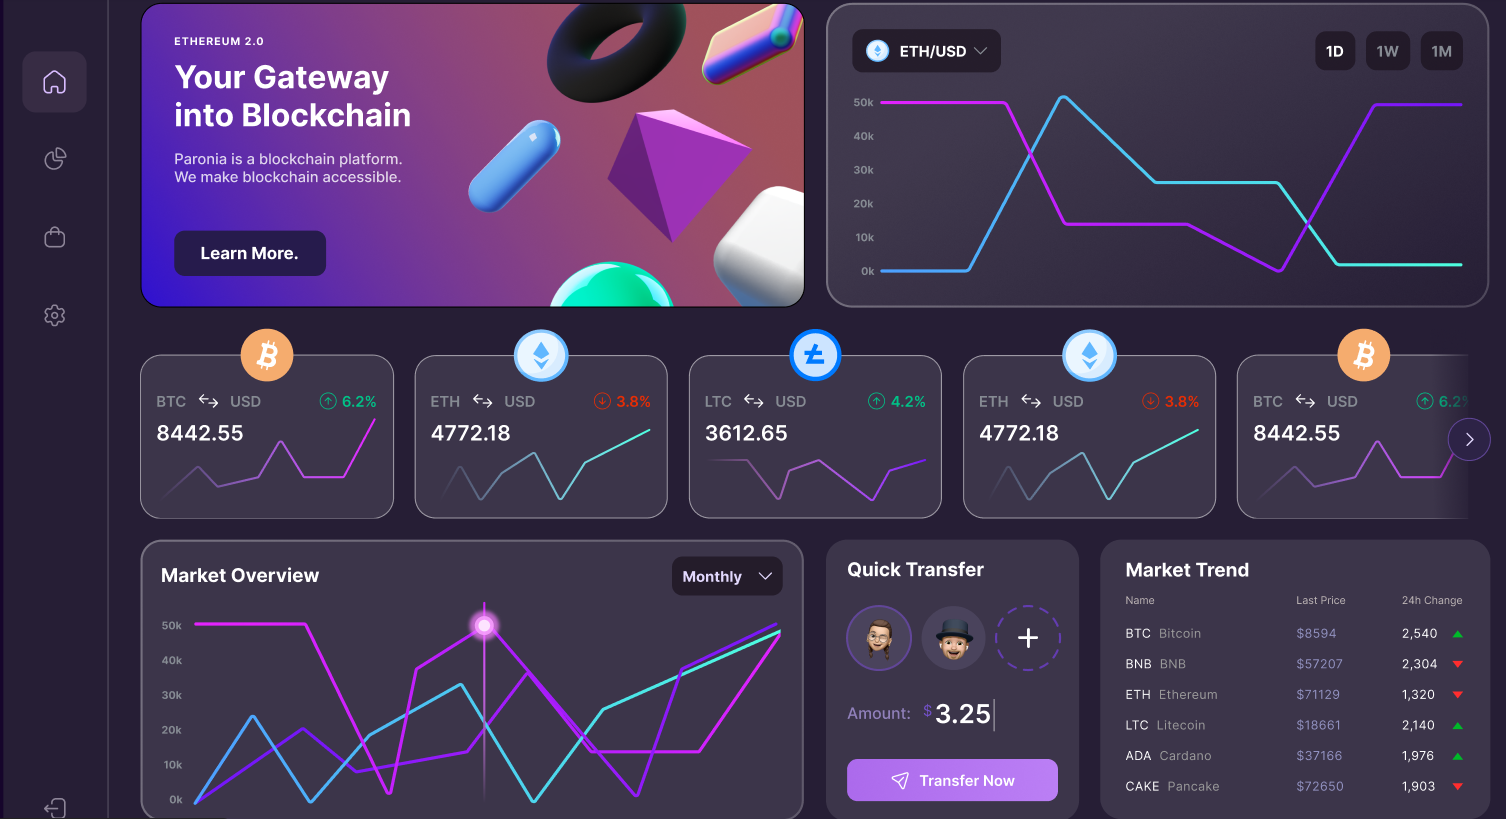 ETHEREUM 2.0
Your Gateway
into Blockchain
Paronia is a blockchain platform.
We make blockchain accessible.
Learn More.
ETH/USD
1D
1W
1M
50k
40k
30k
20k
10k
0k
BTC USD 6.2%
8442.55
ETH USD 3.8%
4772.18
LTC USD 4.2%
3612.65
ETH USD 3.8%
4772.18
BTC USD 6.2%
8442.55
Market Overview
Monthly
50k
40k
30k
20k
10k
0k
Quick Transfer
Amount: $3.25
Transfer Now
Market Trend
Name Last Price 24h Change
BTC Bitcoin $8594 2,540
BNB BNB $57207 2,304
ETH Ethereum $71129 1,320
LTC Litecoin $18661 2,140
ADA Cardano $37166 1,976
CAKE Pancake $72650 1,903